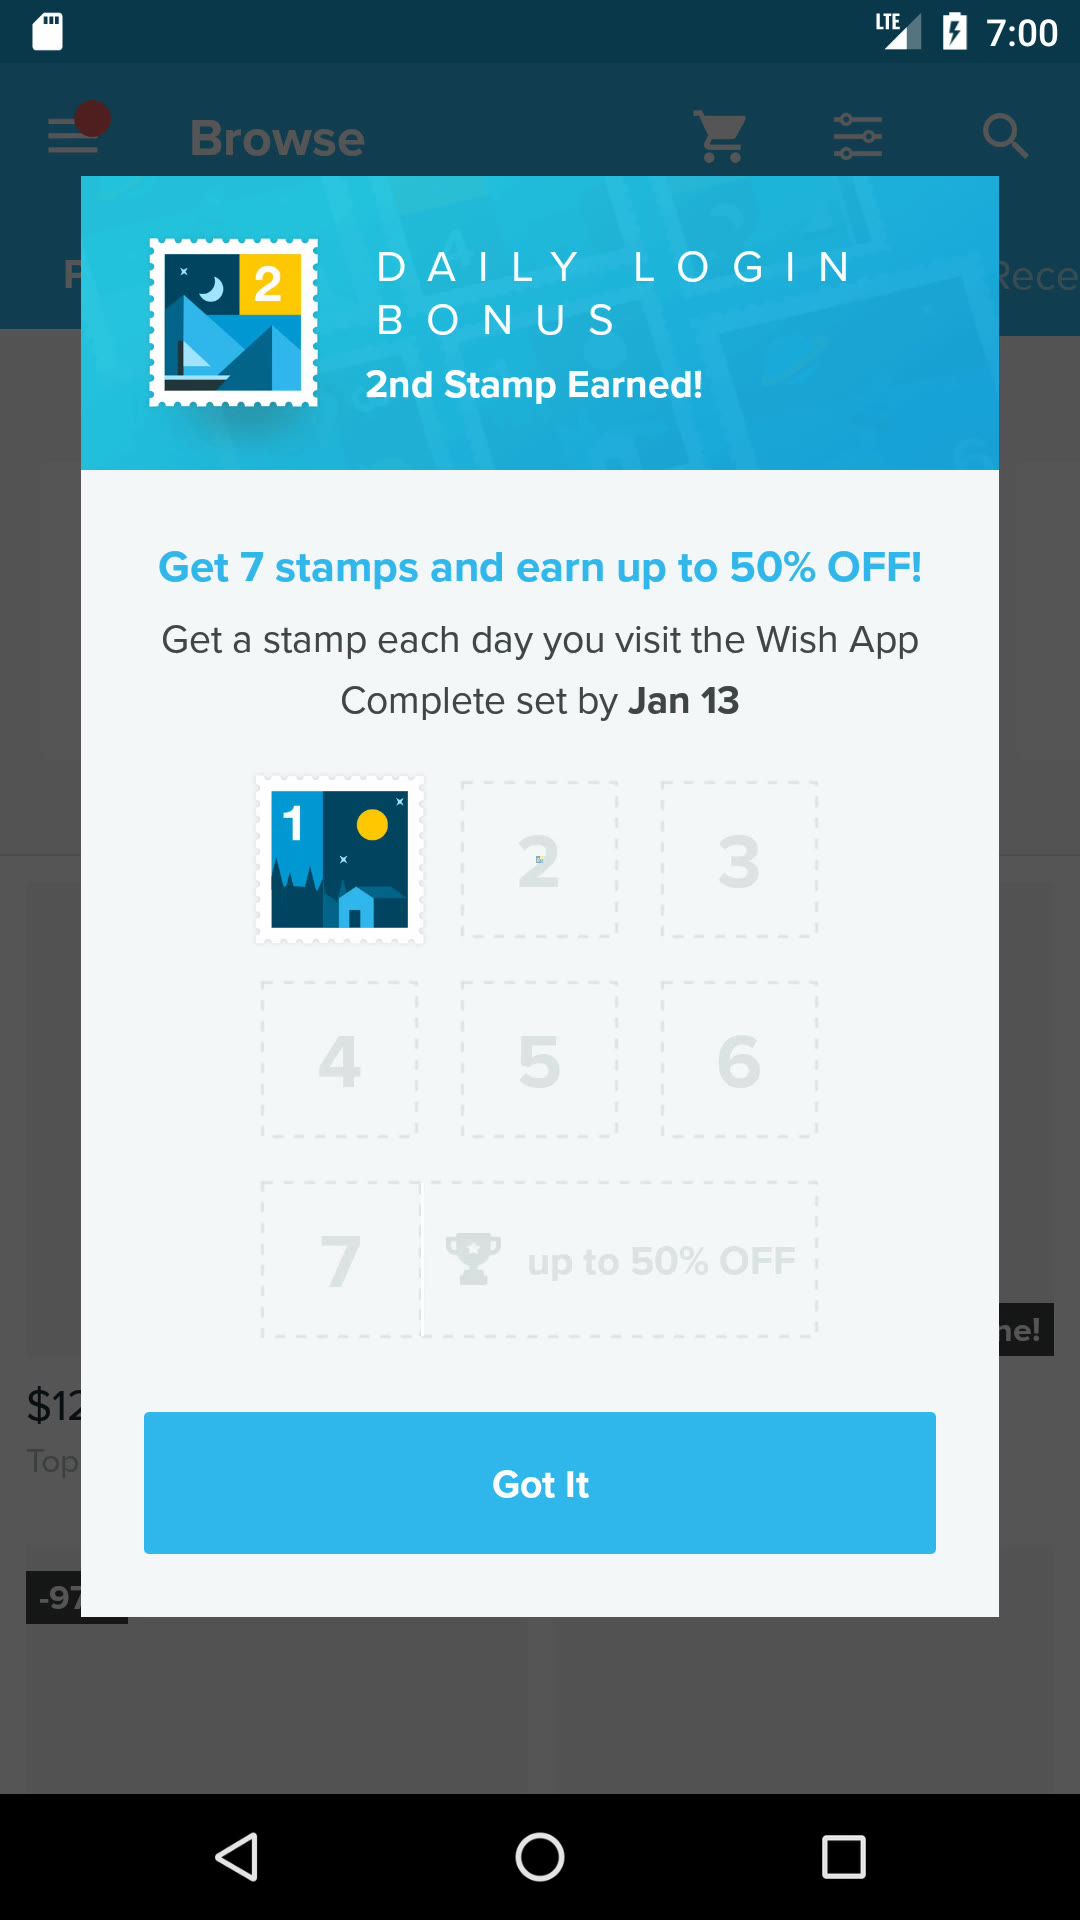 LTE 7:00
Browse
Rece
2
DAILY LOGIN
BONUS
2nd Stamp Earned!
Get 7 stamps and earn up to 50% OFF!
Get a stamp each day you visit the Wish App
Complete set by Jan 13
1 2 3
4 5 6
7 up to 50% OFF
ne!
$12
Top
Got It
-97